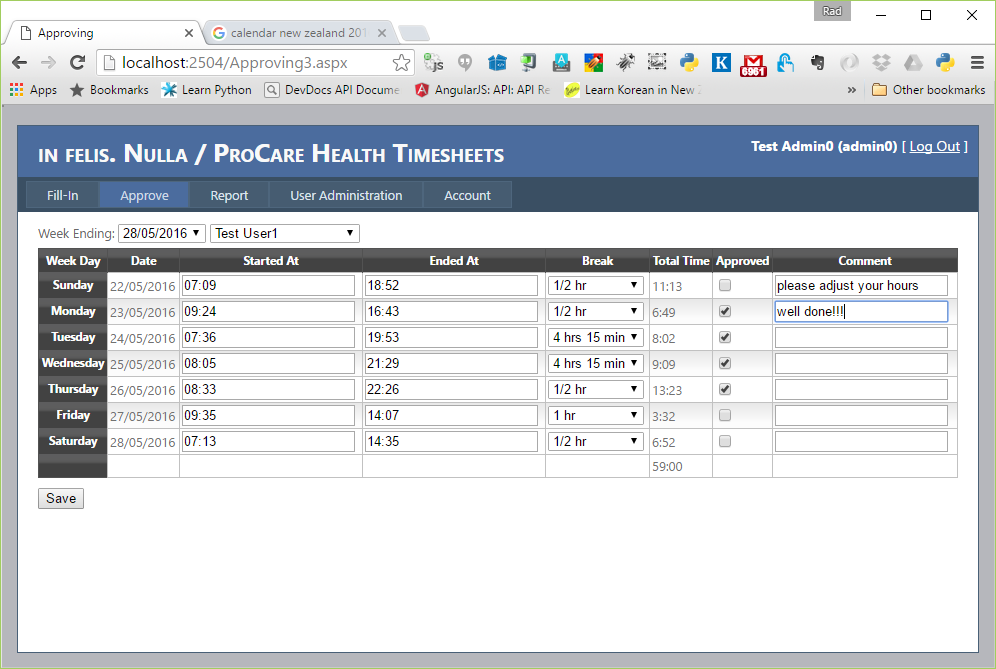 Rad
Approving
calendar new zealand 201
localhost:2504/Approving3.aspx
6981
Apps
Bookmarks
Learn Python
DevDocs API Docume
AngularJS: API: API Re
Learn Korean in New
»
Other bookmarks
in felis. Nulla / ProCare Health Timesheets
Test Admin0 (admin0) [ Log Out ]
Fill-In Approve Report User Administration Account
Week Ending: 28/05/2016 Test User1
Week Day Date Started At Ended At Break Total Time Approved Comment
Sunday 22/05/2016 07:09 18:52 1/2 hr 11:13 please adjust your hours
Monday 23/05/2016 09:24 16:43 1/2 hr 6:49 well done!!!
Tuesday 24/05/2016 07:36 19:53 4 hrs 15 min 8:02
Wednesday 25/05/2016 08:05 21:29 4 hrs 15 min 9:09
Thursday 26/05/2016 08:33 22:26 1/2 hr 13:23
Friday 27/05/2016 09:35 14:07 1 hr 3:32
Saturday 28/05/2016 07:13 14:35 1/2 hr 6:52
59:00
Save